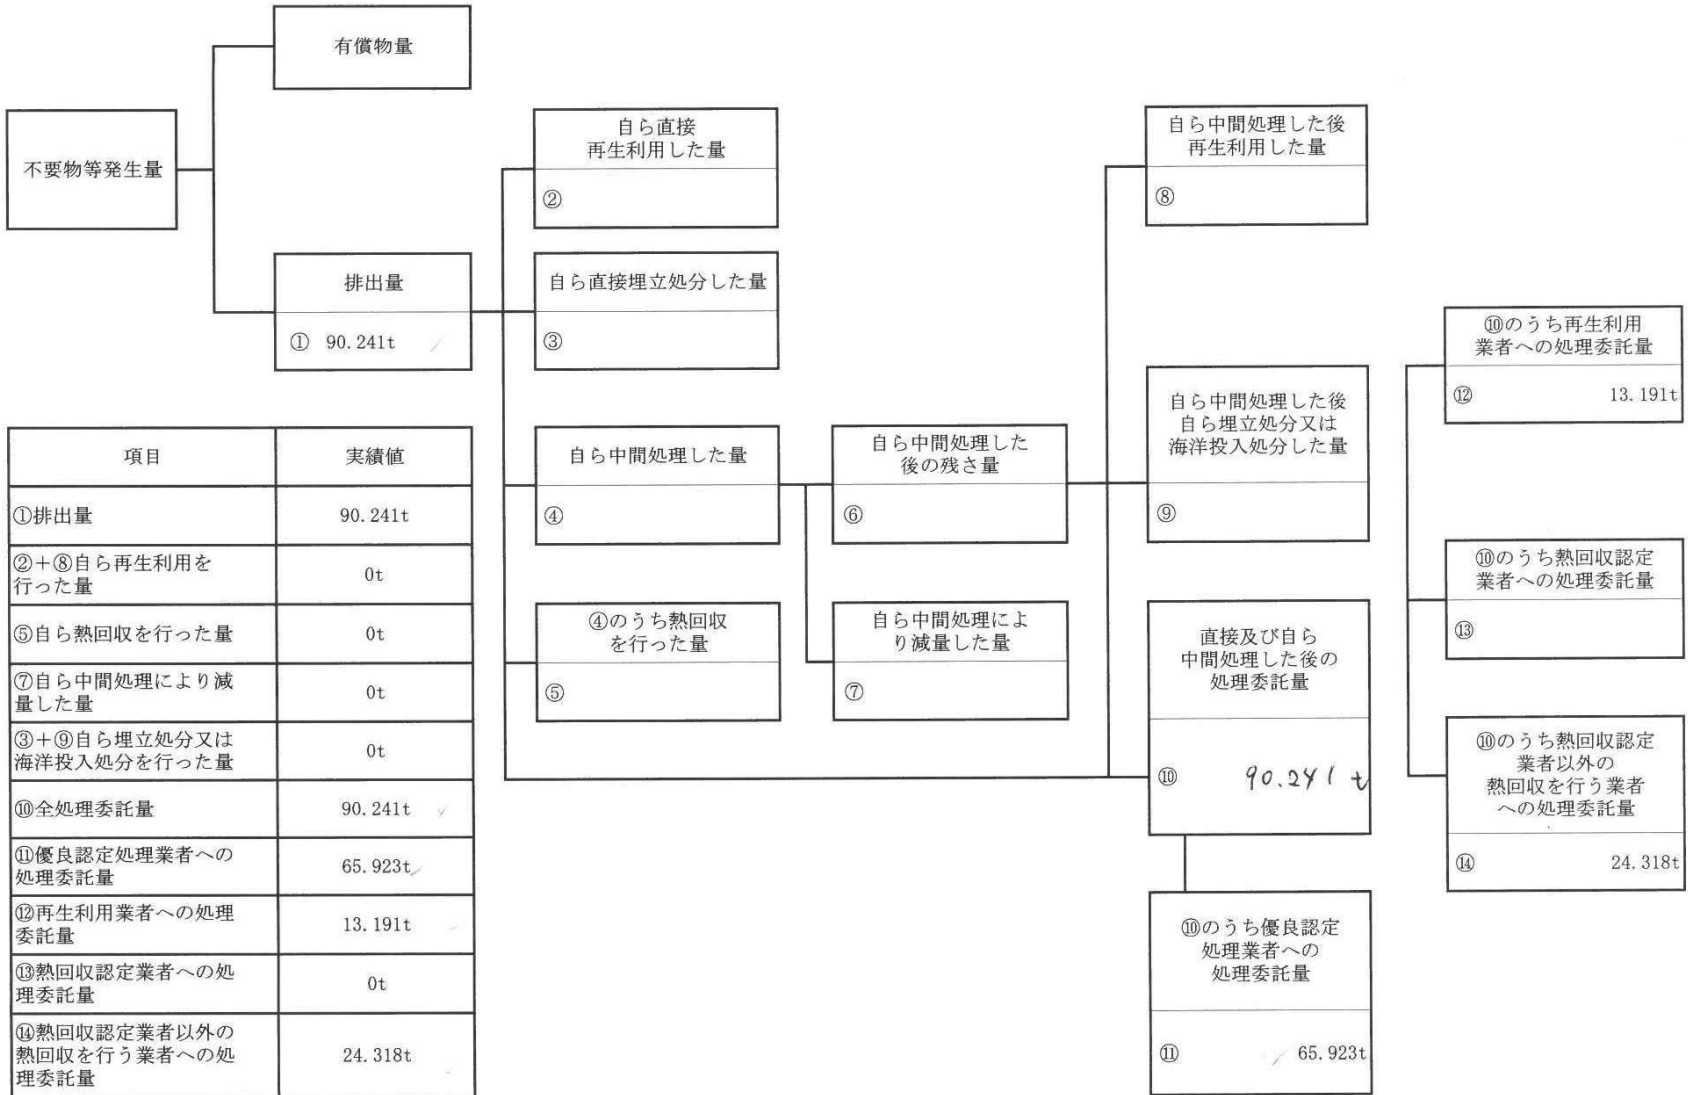 有償物量
不要物等発生量
排出量
① 90.241t
自ら直接
再生利用した量
②
自ら直接埋立処分した量
③
自ら中間処理した量
④
④のうち熱回収
を行った量
⑤
自ら中間処理した
後の残さ量
⑥
自ら中間処理によ
り減量した量
⑦
自ら中間処理した後
再生利用した量
⑧
自ら中間処理した後
自ら埋立処分又は
海洋投入処分した量
⑨
直接及び自ら
中間処理した後の
処理委託量
⑩ 90.241 t
⑩のうち優良認定
処理業者への
処理委託量
⑪ 65.923t
⑩のうち再生利用
業者への処理委託量
⑫ 13.191t
⑩のうち熱回収認定
業者への処理委託量
⑬
⑩のうち熱回収認定
業者以外の
熱回収を行う業者
への処理委託量
⑭ 24.318t
項目 実績値
①排出量 90.241t
②+⑧自ら再生利用を
行った量 0t
⑤自ら熱回収を行った量 0t
⑦自ら中間処理により減
量した量 0t
③+⑨自ら埋立処分又は
海洋投入処分を行った量 0t
⑩全処理委託量 90.241t
⑪優良認定処理業者への
処理委託量 65.923t
⑫再生利用業者への処理
委託量 13.191t
⑬熱回収認定業者への処
理委託量 0t
⑭熱回収認定業者以外の
熱回収を行う業者への処
理委託量 24.318t